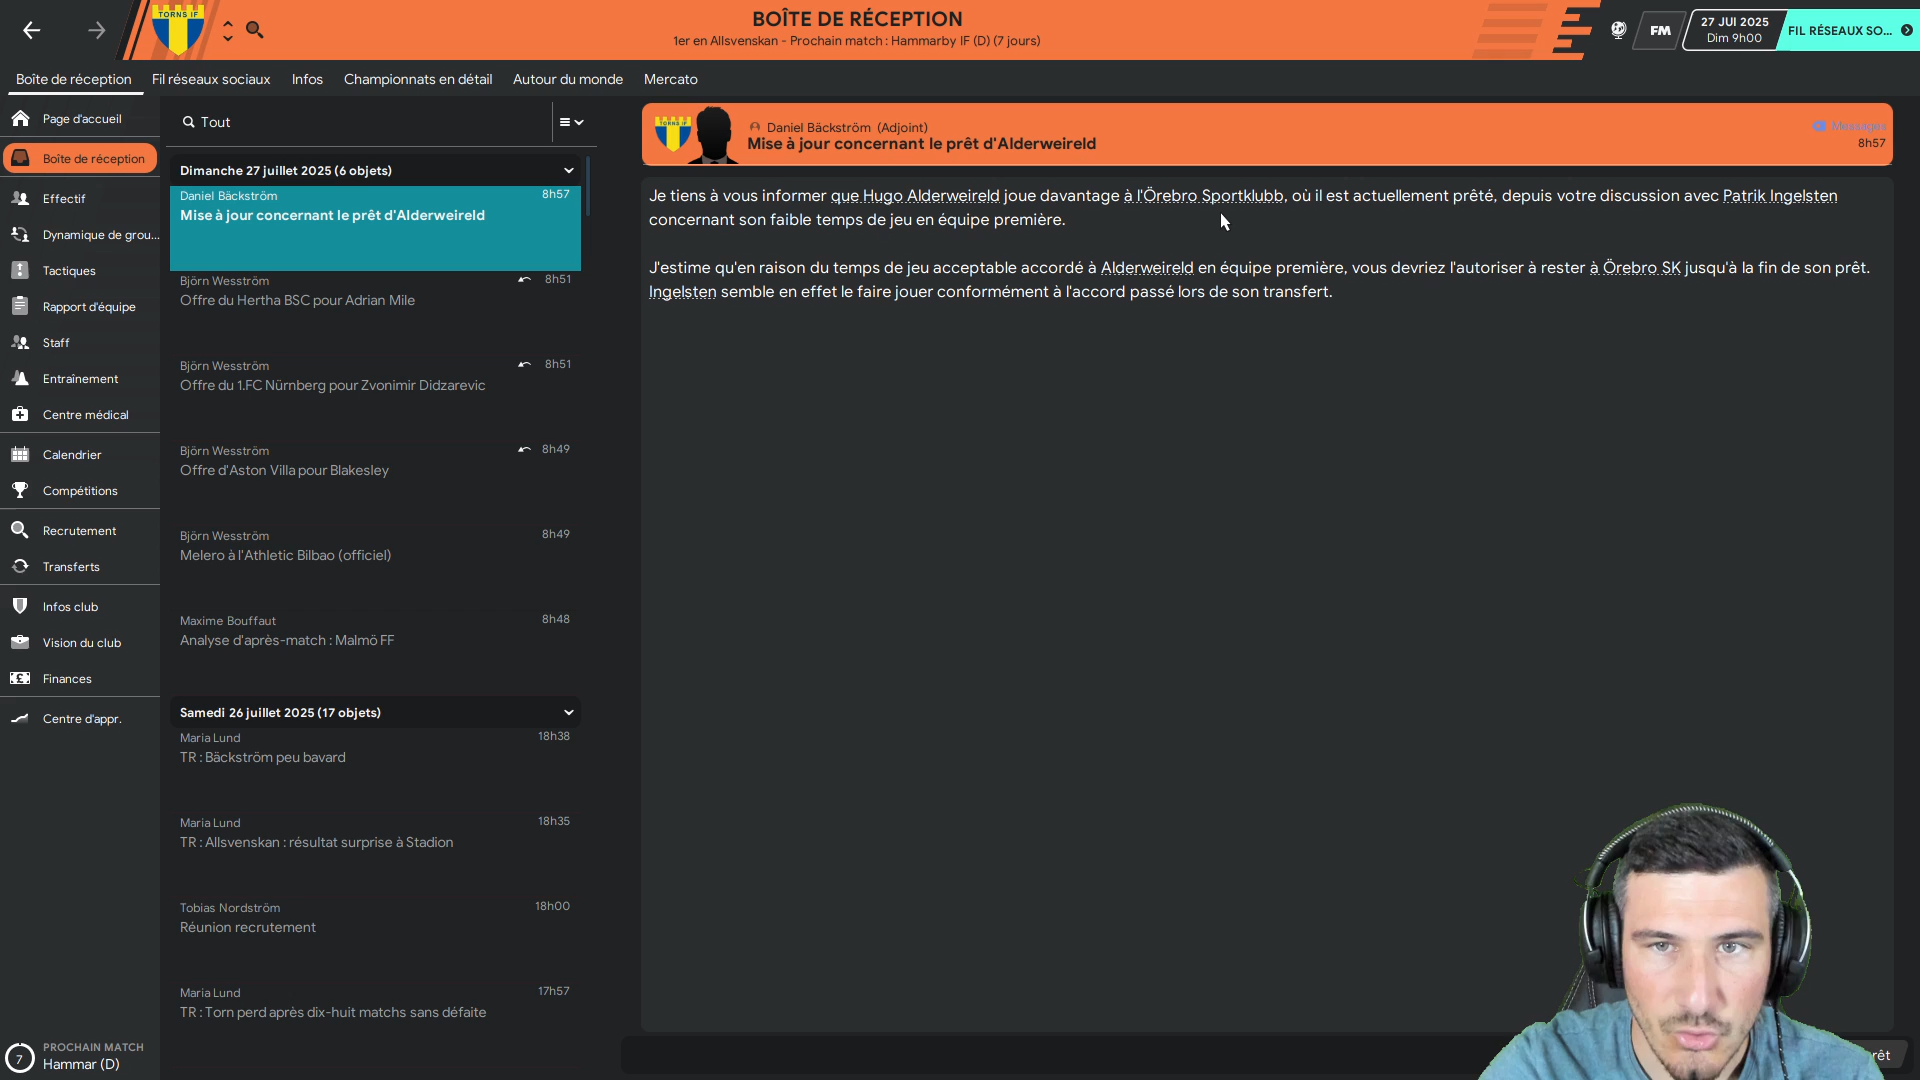 TORNS IF
BOÎTE DE RÉCEPTION
1er en Allsvenskan - Prochain match : Hammarby IF (D) (7 jours)
FM
27 JUI 2025
Dim 9h00
FIL RÉSEAUX SO...
Boîte de réception
Fil réseaux sociaux
Infos
Championnats en détail
Autour du monde
Mercato
Page d'accueil
Boîte de réception
Effectif
Dynamique de grou...
Tactiques
Rapport d'équipe
Staff
Entraînement
Centre médical
Calendrier
Compétitions
Recrutement
Transferts
Infos club
Vision du club
Finances
Centre d'appr.
7
PROCHAIN MATCH
Hammar (D)
Tout
Dimanche 27 juillet 2025 (6 objets)
Daniel Bäckström 8h57
Mise à jour concernant le prêt d'Alderweireld
Björn Wesström 8h51
Offre du Hertha BSC pour Adrian Mile
Björn Wesström 8h51
Offre du 1.FC Nürnberg pour Zvonimir Didzarevic
Björn Wesström 8h49
Offre d'Aston Villa pour Blakesley
Björn Wesström 8h49
Melero à l'Athletic Bilbao (officiel)
Maxime Bouffaut 8h48
Analyse d'après-match : Malmö FF
Samedi 26 juillet 2025 (17 objets)
Maria Lund 18h38
TR : Bäckström peu bavard
Maria Lund 18h35
TR : Allsvenskan : résultat surprise à Stadion
Tobias Nordström 18h00
Réunion recrutement
Maria Lund 17h57
TR : Torn perd après dix-huit matchs sans défaite
TORNS IF
Daniel Bäckström (Adjoint)
Mise à jour concernant le prêt d'Alderweireld
Messages
8h57
Je tiens à vous informer que Hugo Alderweireld joue davantage à l'Örebro Sportklubb, où il est actuellement prêté, depuis votre discussion avec Patrik Ingelsten
concernant son faible temps de jeu en équipe première.
J'estime qu'en raison du temps de jeu acceptable accordé à Alderweireld en équipe première, vous devriez l'autoriser à rester à Örebro SK jusqu'à la fin de son prêt.
Ingelsten semble en effet le faire jouer conformément à l'accord passé lors de son transfert.
rêt